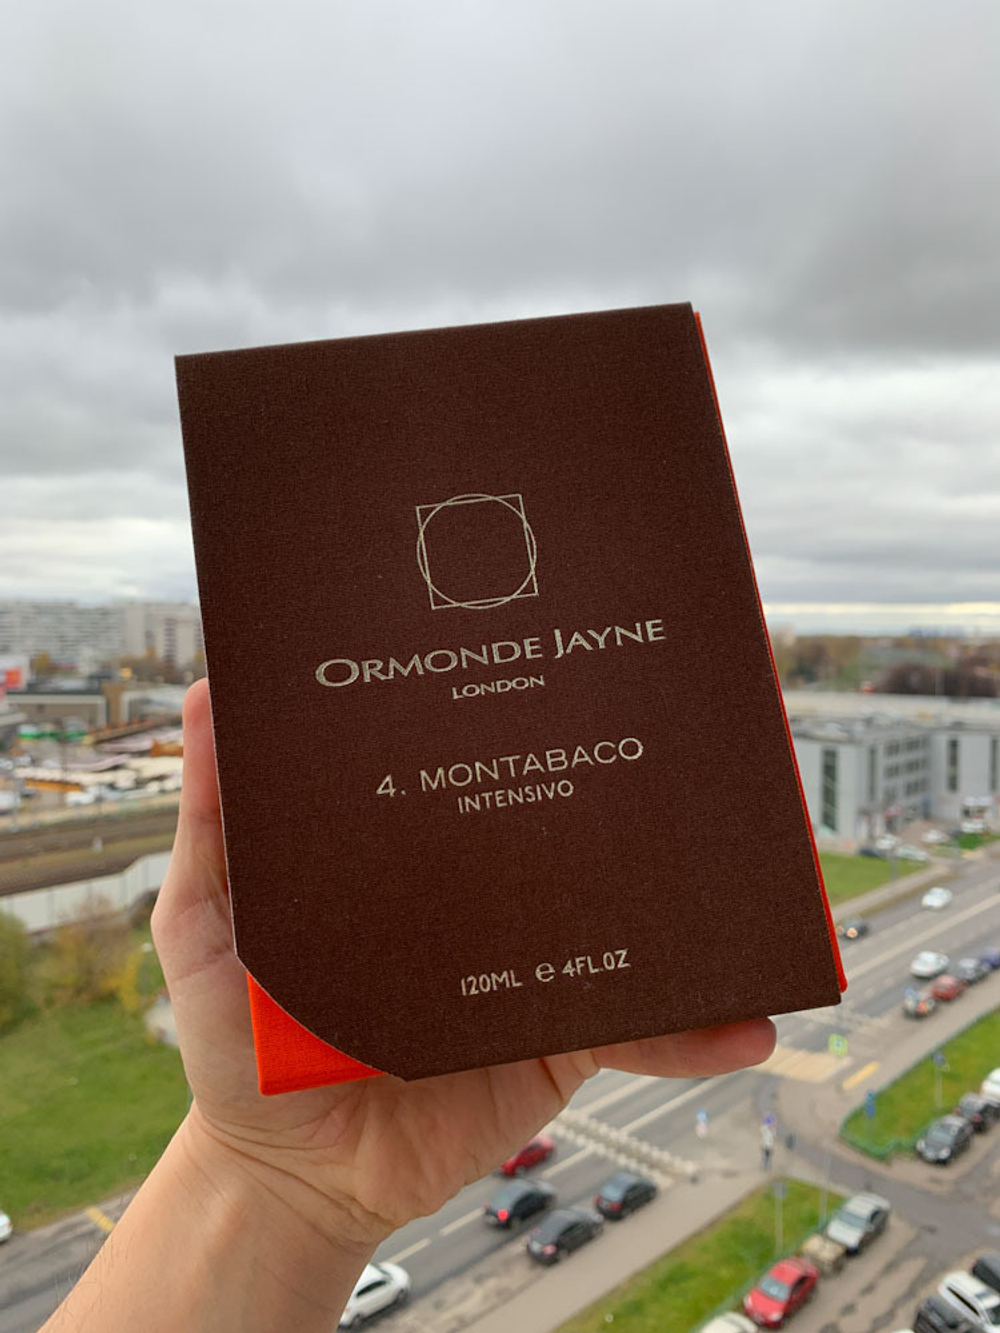 ORMONDE JAYNE
LONDON
4. MONTABACO
INTENSIVO
120ML ℮ 4FL.OZ